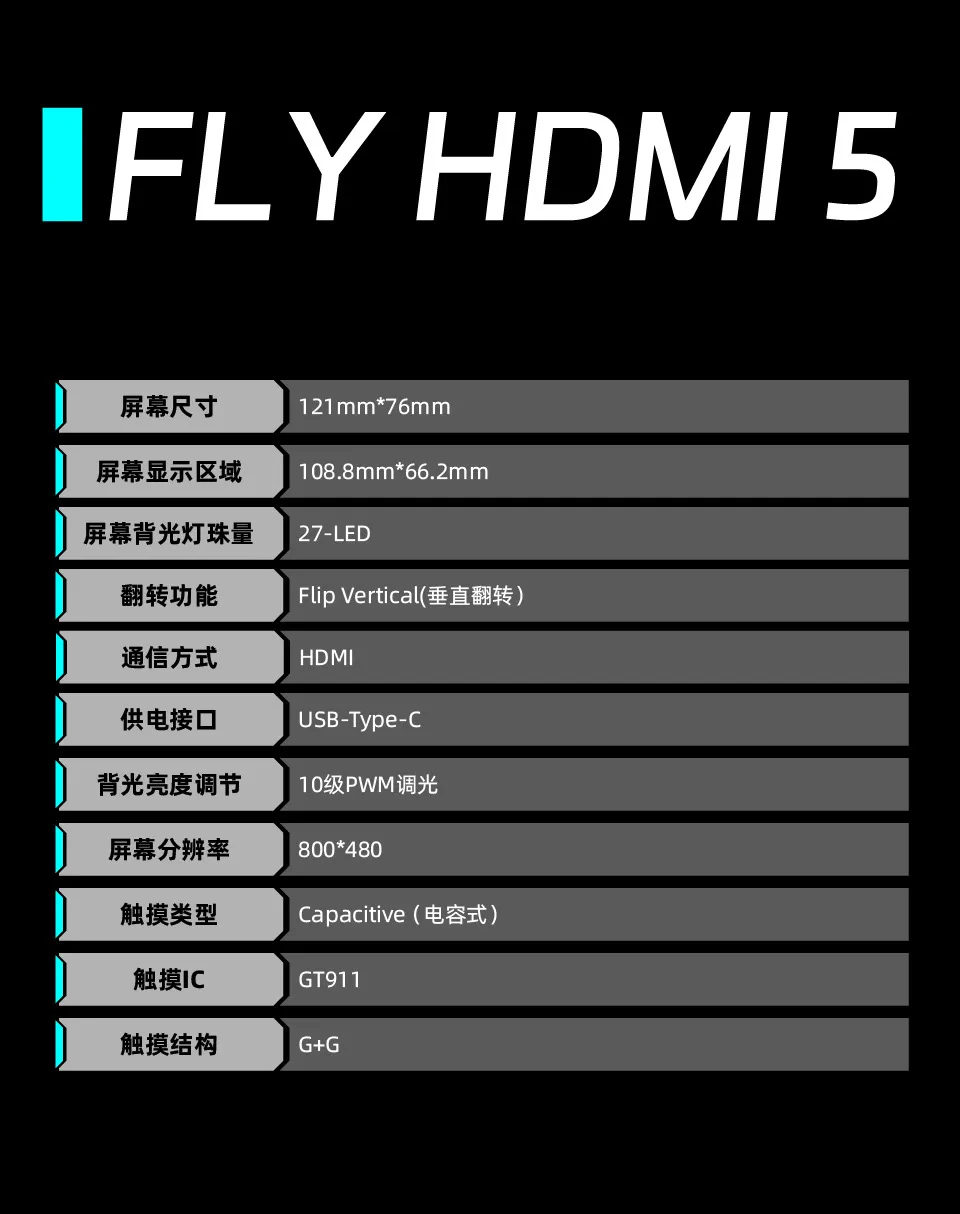 FLY HDMI 5
屏幕尺寸 121mm*76mm
屏幕显示区域 108.8mm*66.2mm
屏幕背光灯珠量 27-LED
翻转功能 Flip Vertical(垂直翻转）
通信方式 HDMI
供电接口 USB-Type-C
背光亮度调节 10级PWM调光
屏幕分辨率 800*480
触摸类型 Capacitive（电容式）
触摸IC GT911
触摸结构 G+G